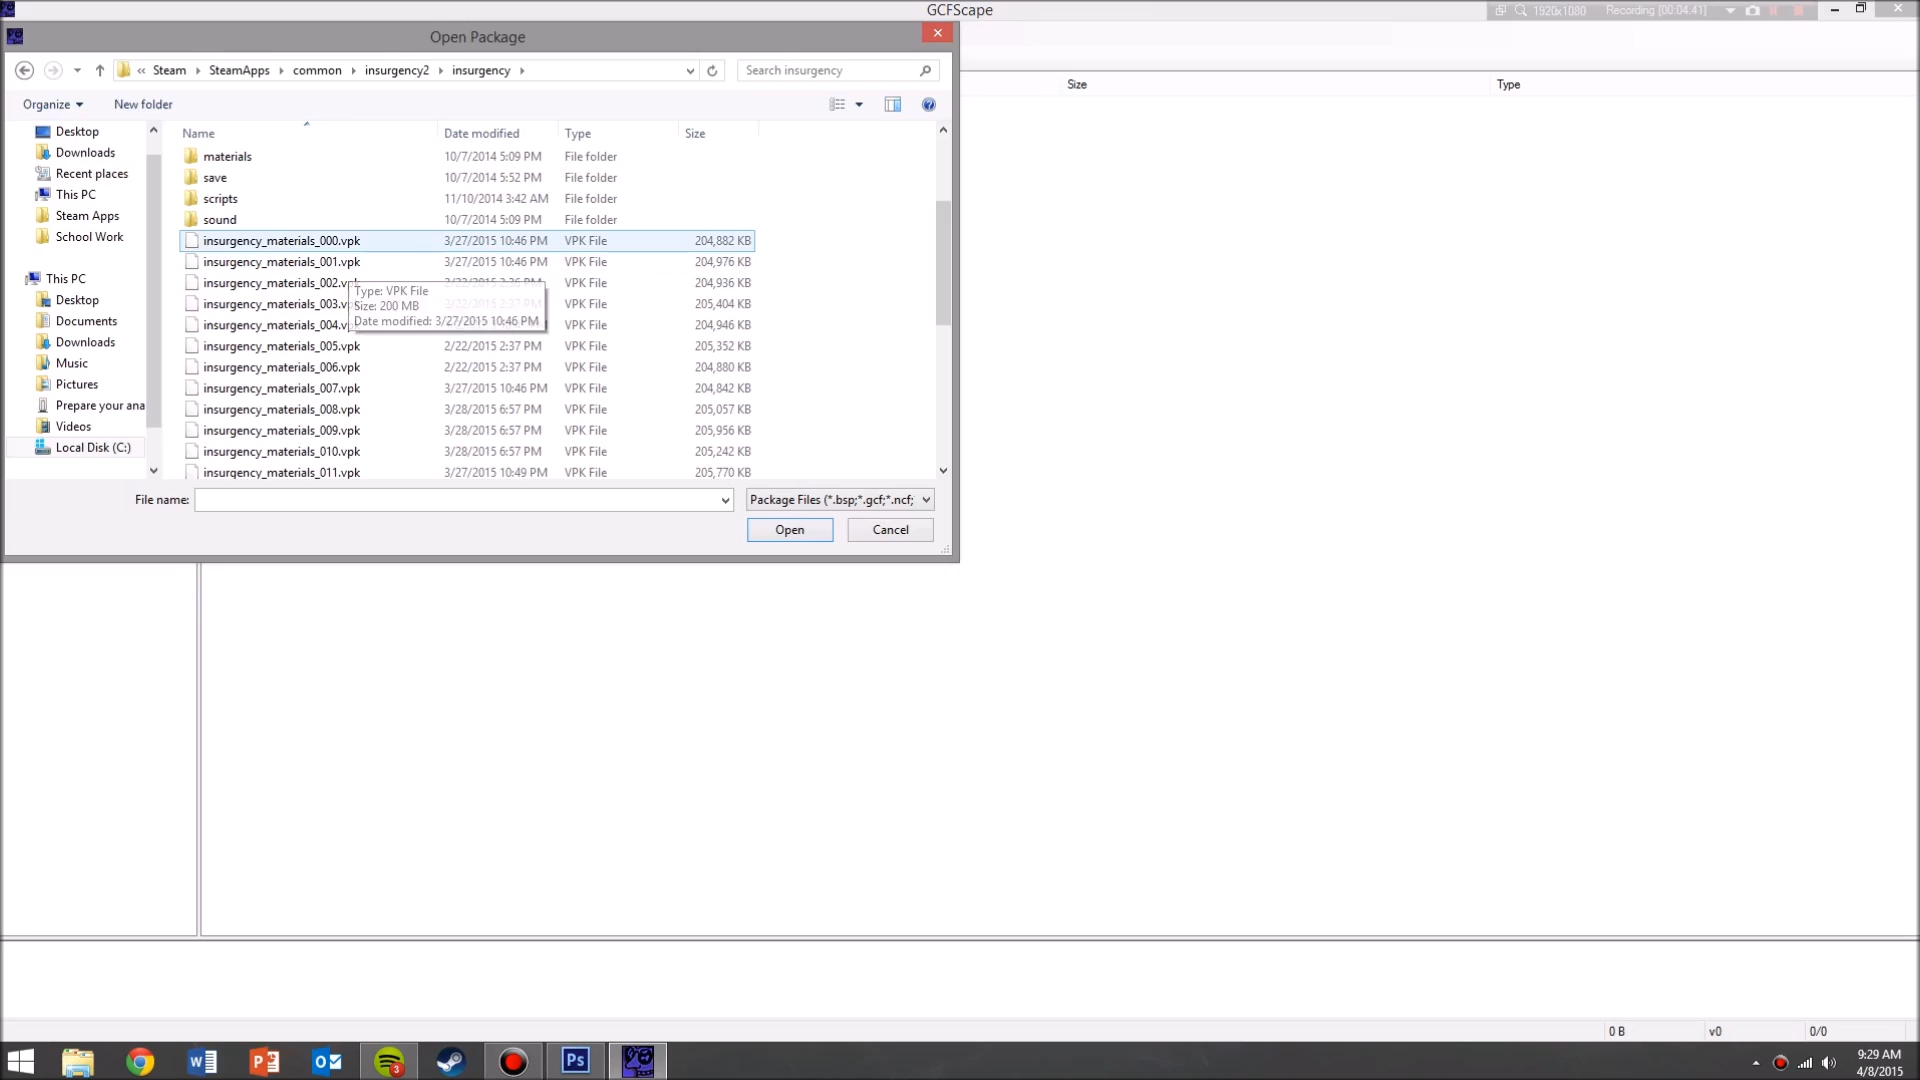 GCFScape
1920x1080 Recording [00:04.41]
Open Package
« Steam SteamApps common insurgency2 insurgency
Search insurgency
Size Type
Organize New folder
Name Date modified Type Size
Desktop
Downloads
Recent places
This PC
Steam Apps
School Work
This PC
Desktop
Documents
Downloads
Music
Pictures
Prepare your ana
Videos
Local Disk (C:)
materials 10/7/2014 5:09 PM File folder
save 10/7/2014 5:52 PM File folder
scripts 11/10/2014 3:42 AM File folder
sound 10/7/2014 5:09 PM File folder
insurgency_materials_000.vpk 3/27/2015 10:46 PM VPK File 204,882 KB
insurgency_materials_001.vpk 3/27/2015 10:46 PM VPK File 204,976 KB
insurgency_materials_002.vpk VPK File 204,936 KB
insurgency_materials_003.v 2/22/2015 2:37 PM VPK File 205,404 KB
insurgency_materials_004.v VPK File 204,946 KB
Type: VPK File
Size: 200 MB
Date modified: 3/27/2015 10:46 PM
insurgency_materials_005.vpk 2/22/2015 2:37 PM VPK File 205,352 KB
insurgency_materials_006.vpk 2/22/2015 2:37 PM VPK File 204,880 KB
insurgency_materials_007.vpk 3/27/2015 10:46 PM VPK File 204,842 KB
insurgency_materials_008.vpk 3/28/2015 6:57 PM VPK File 205,057 KB
insurgency_materials_009.vpk 3/28/2015 6:57 PM VPK File 205,956 KB
insurgency_materials_010.vpk 3/28/2015 6:57 PM VPK File 205,242 KB
insurgency_materials_011.vpk 3/27/2015 10:49 PM VPK File 205,770 KB
File name: Package Files (*.bsp;*.gcf;*.ncf;
Open Cancel
0 B v0 0/0
9:29 AM
4/8/2015